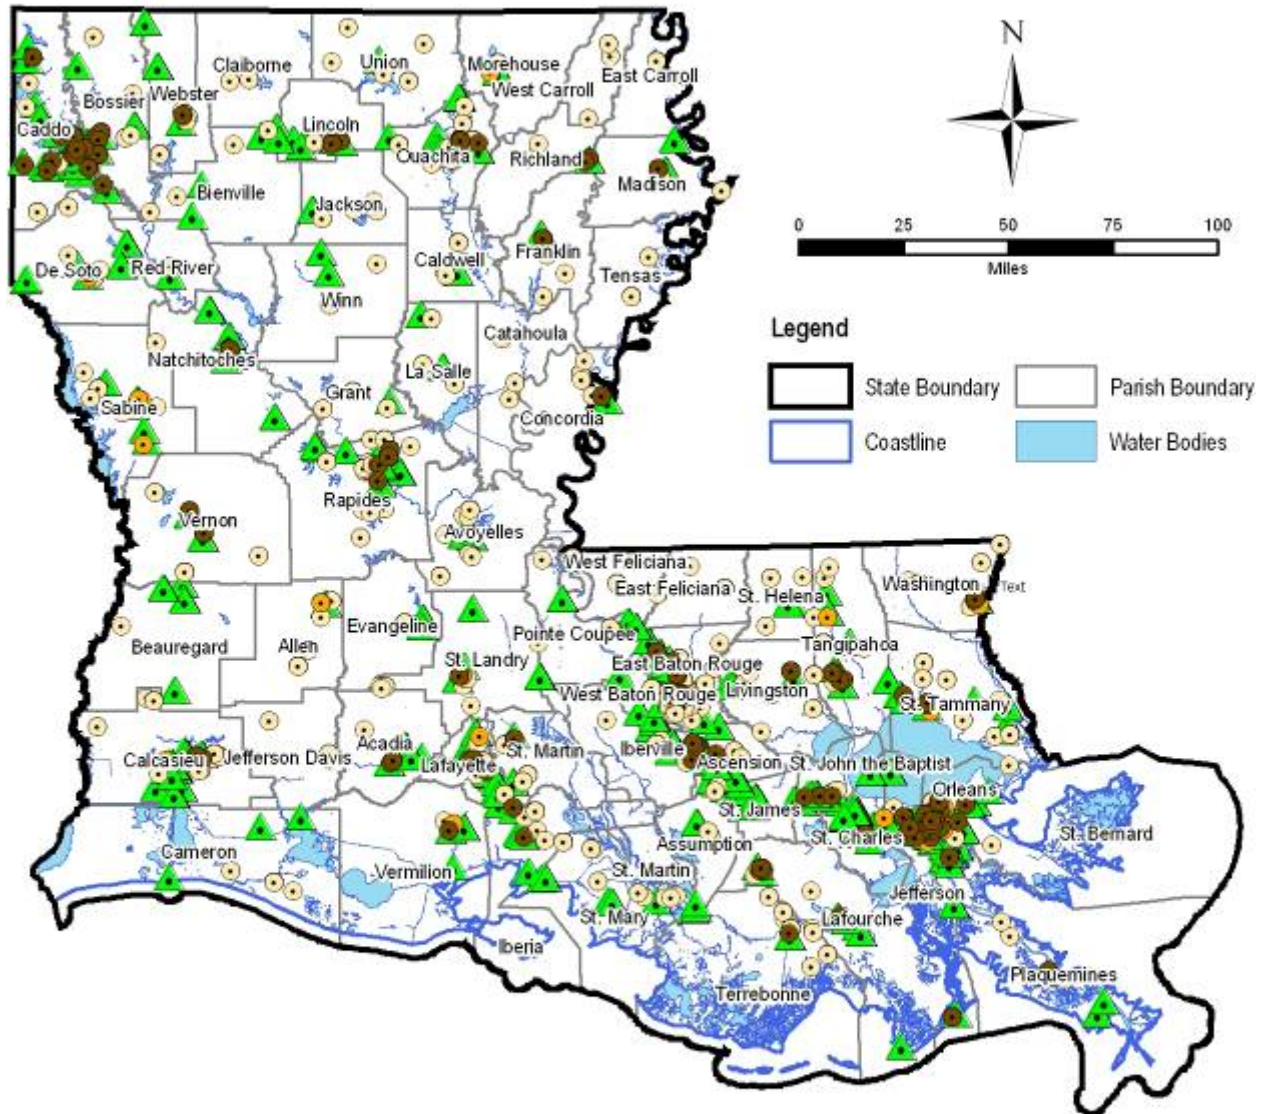 N
0 25 50 75 100
Miles
Legend
State Boundary
Parish Boundary
Coastline
Water Bodies
Claiborne
Union
Morehouse
West Carroll
East Carroll
Bossier
Webster
Caddo
Lincoln
Ouachita
Richland
Madison
Bienville
Jackson
De Soto
Red River
Winn
Caldwell
Franklin
Tensas
Natchitoches
Catahoula
La Salle
Grant
Sabine
Concordia
Rapides
Vernon
Avoyelles
West Feliciana
East Feliciana
St. Helena
Washington
Text
Beauregard
Allen
Evangeline
Pointe Coupee
Tangipahoa
St. Landry
East Baton Rouge
West Baton Rouge
Livingston
St. Tammany
Calcasieu
Jefferson Davis
Acadia
Lafayette
St. Martin
Iberville
Ascension
St. John the Baptist
Orleans
St. James
St. Charles
St. Bernard
Cameron
Vermilion
Assumption
St. Martin
St. Mary
Jefferson
Lafourche
Iberia
Terrebonne
Plaquemines